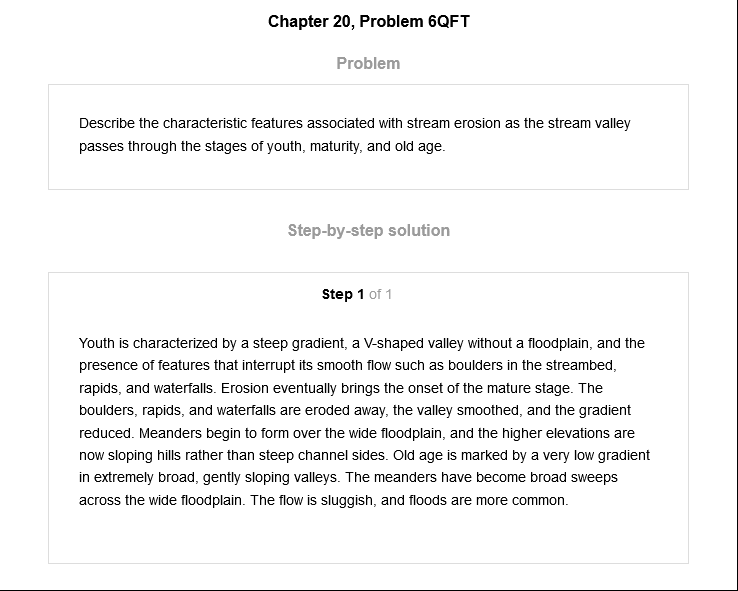 Chapter 20, Problem 6QFT
Problem
Describe the characteristic features associated with stream erosion as the stream valley
passes through the stages of youth, maturity, and old age.
Step-by-step solution
Step 1 of 1
Youth is characterized by a steep gradient, a V-shaped valley without a floodplain, and the
presence of features that interrupt its smooth flow such as boulders in the streambed,
rapids, and waterfalls. Erosion eventually brings the onset of the mature stage. The
boulders, rapids, and waterfalls are eroded away, the valley smoothed, and the gradient
reduced. Meanders begin to form over the wide floodplain, and the higher elevations are
now sloping hills rather than steep channel sides. Old age is marked by a very low gradient
in extremely broad, gently sloping valleys. The meanders have become broad sweeps
across the wide floodplain. The flow is sluggish, and floods are more common.